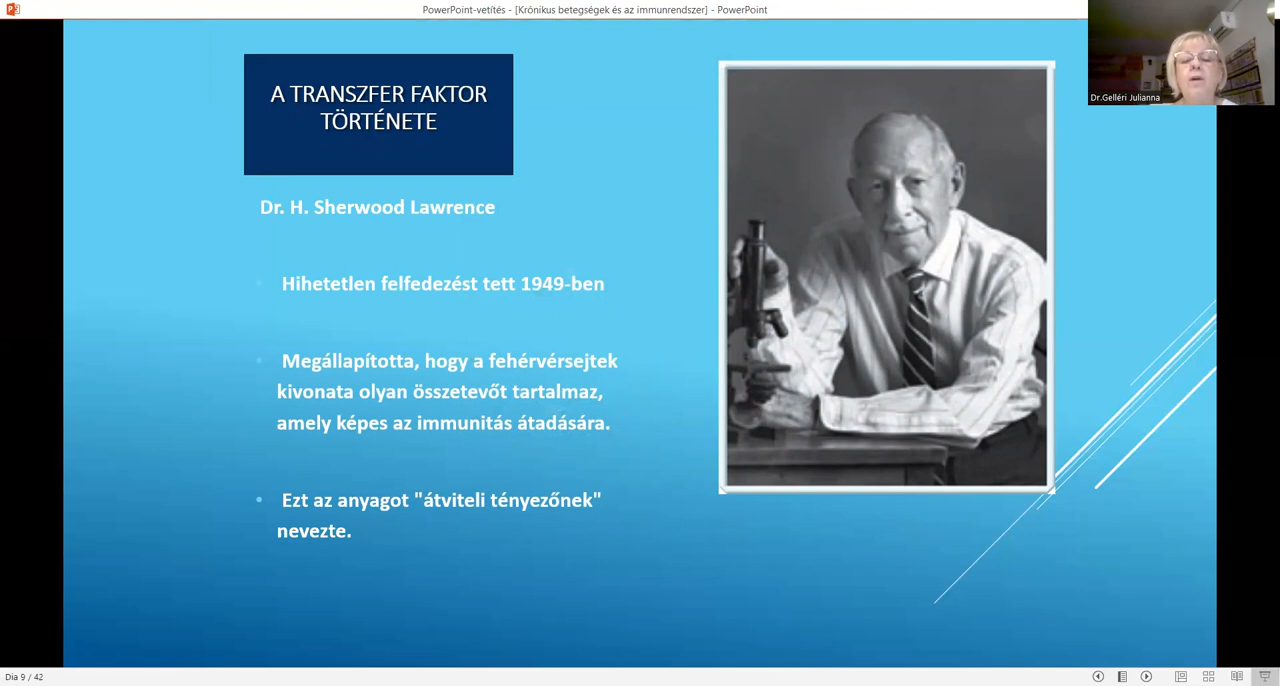 PowerPoint-vetítés - [Krónikus betegségek és az immunrendszer] - PowerPoint
Dr.Gelléri Julianna
A TRANSZFER FAKTOR
TÖRTÉNETE
Dr. H. Sherwood Lawrence
Hihetetlen felfedezést tett 1949-ben
Megállapította, hogy a fehérvérsejtek
kivonata olyan összetevőt tartalmaz,
amely képes az immunitás átadására.
Ezt az anyagot "átviteli tényezőnek"
nevezte.
Dia 9 / 42